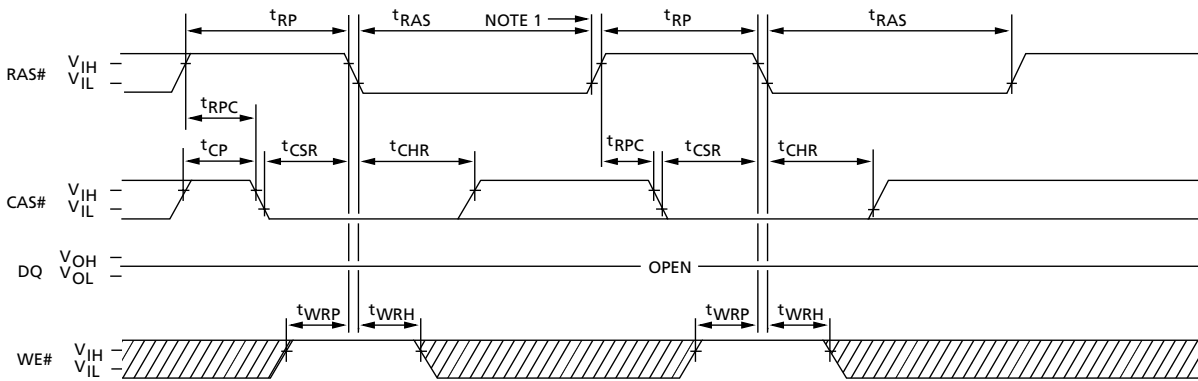 tRP tRAS NOTE 1 tRP tRAS
RAS# VIH
VIL
tRPC
tCP tCSR tCHR tRPC tCSR tCHR
CAS# VIH
VIL
DQ VOH
VOL
OPEN
tWRP tWRH tWRP tWRH
WE# VIH
VIL